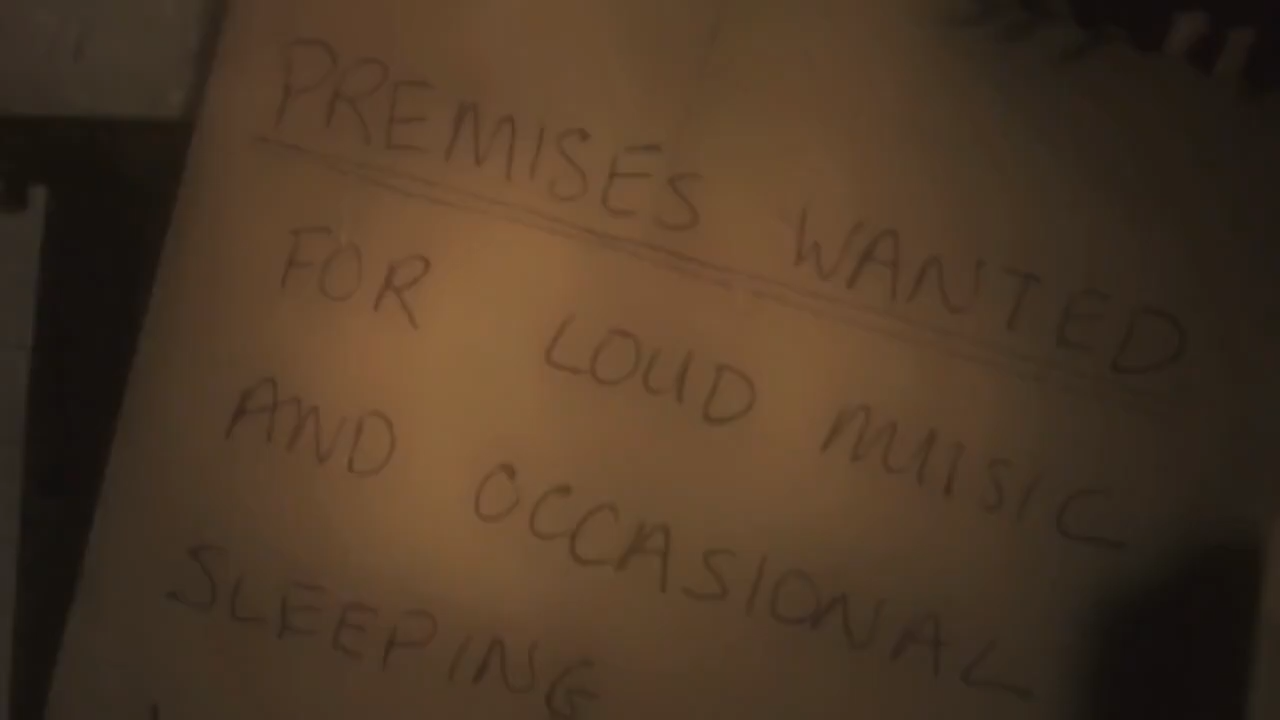 PREMISES WANTED
FOR LOUD MUSIC
AND OCCASIONAL
SLEEPING